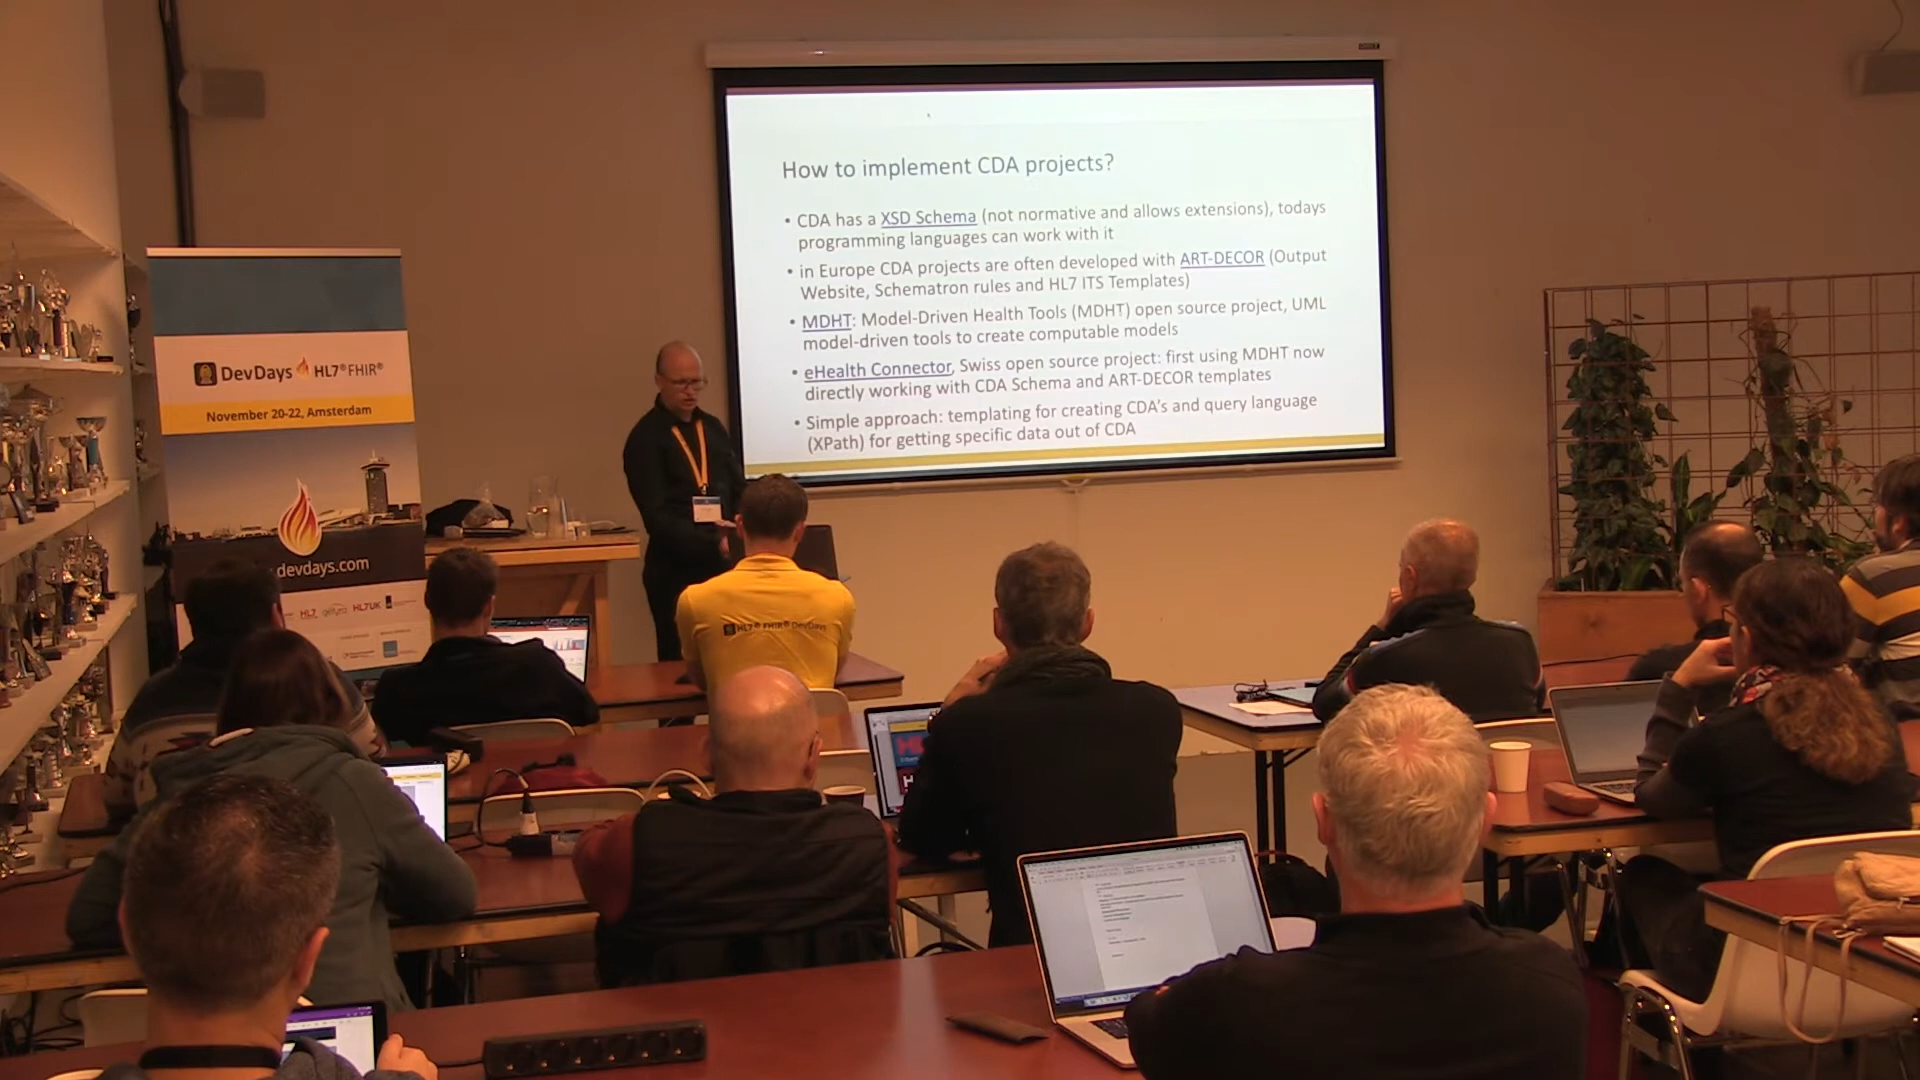 How to implement CDA projects?
• CDA has a XSD Schema (not normative and allows extensions), todays
programming languages can work with it
• in Europe CDA projects are often developed with ART-DECOR (Output
Website, Schematron rules and HL7 ITS Templates)
• MDHT: Model-Driven Health Tools (MDHT) open source project, UML
model-driven tools to create computable models
• eHealth Connector, Swiss open source project: first using MDHT now
directly working with CDA Schema and ART-DECOR templates
• Simple approach: templating for creating CDA's and query language
(XPath) for getting specific data out of CDA
DevDays HL7® FHIR®
November 20-22, Amsterdam
devdays.com
HL7 HL7UK
HL7® FHIR® DevDays